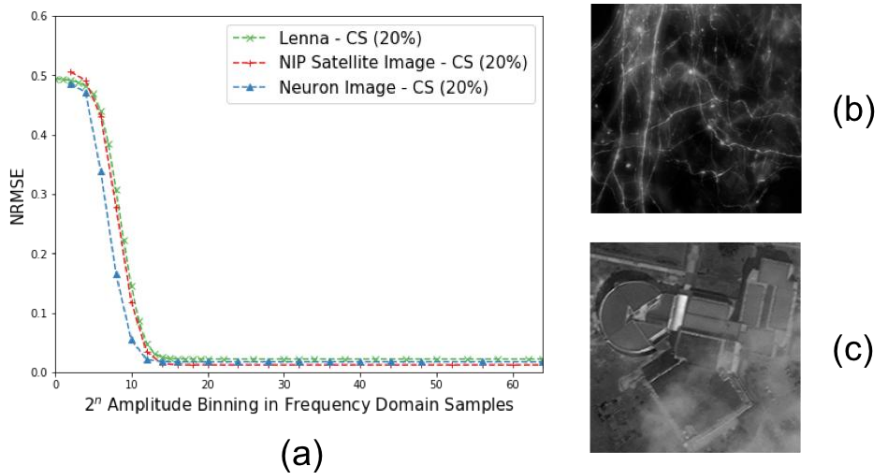 0.6
0.5
0.4
0.3
0.2
0.1
0.0
NRMSE
Lenna - CS (20%)
NIP Satellite Image - CS (20%)
Neuron Image - CS (20%)
0 10 20 30 40 50 60
2ⁿ Amplitude Binning in Frequency Domain Samples
(a)
(b)
(c)